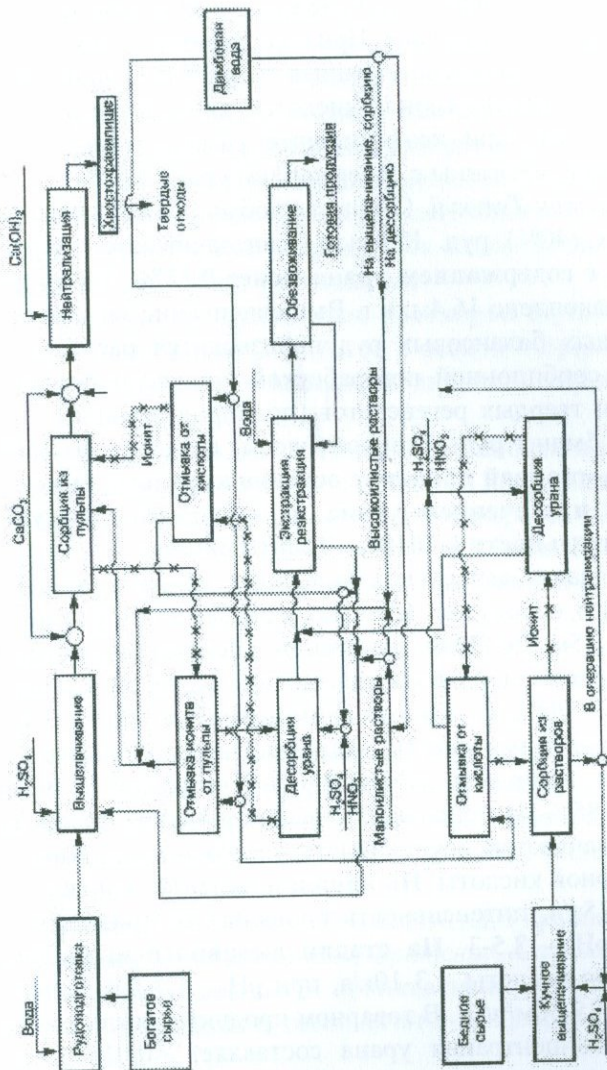 Вода
Рудоподготовка
Богатое
сырье
H₂SO₄
Выщелачивание
CaCO₃
Сорбция из
пульпы
Ca(OH)₂
Нейтрализация
Хвостохранилище
Твердые
отходы
Дамбовая
вода
Отмывка ионита
от пульпы
Ионит
Отмывка от
кислоты
Десорбция
урана
H₂SO₄
HNO₃
Вода
Экстракция,
реэкстракция
Обезвоживание
Готовая продукция
На выщелачивание, сорбцию
На десорбцию
Малоилистые растворы
Высокоилистые растворы
Бедное
сырье
Кучное
выщелачивание
H₂SO₄
Сорбция из
растворов
Отмывка от
кислоты
Ионит
Десорбция
урана
H₂SO₄
HNO₃
В операцию нейтрализации